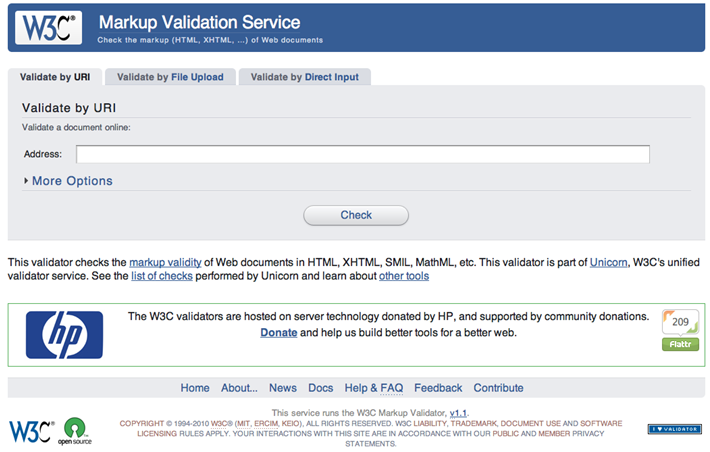 W3C® Markup Validation Service
Check the markup (HTML, XHTML, ...) of Web documents
Validate by URI Validate by File Upload Validate by Direct Input
Validate by URI
Validate a document online:
Address:
More Options
Check
This validator checks the markup validity of Web documents in HTML, XHTML, SMIL, MathML, etc. This validator is part of Unicorn, W3C's unified
validator service. See the list of checks performed by Unicorn and learn about other tools
hp
The W3C validators are hosted on server technology donated by HP, and supported by community donations.
Donate and help us build better tools for a better web.
209
Flattr
Home About... News Docs Help & FAQ Feedback Contribute
This service runs the W3C Markup Validator, v1.1.
COPYRIGHT © 1994-2010 W3C® (MIT, ERCIM, KEIO), ALL RIGHTS RESERVED. W3C LIABILITY, TRADEMARK, DOCUMENT USE AND SOFTWARE
LICENSING RULES APPLY. YOUR INTERACTIONS WITH THIS SITE ARE IN ACCORDANCE WITH OUR PUBLIC AND MEMBER PRIVACY
STATEMENTS.
W3C®
open source
I ♥ VALIDATOR